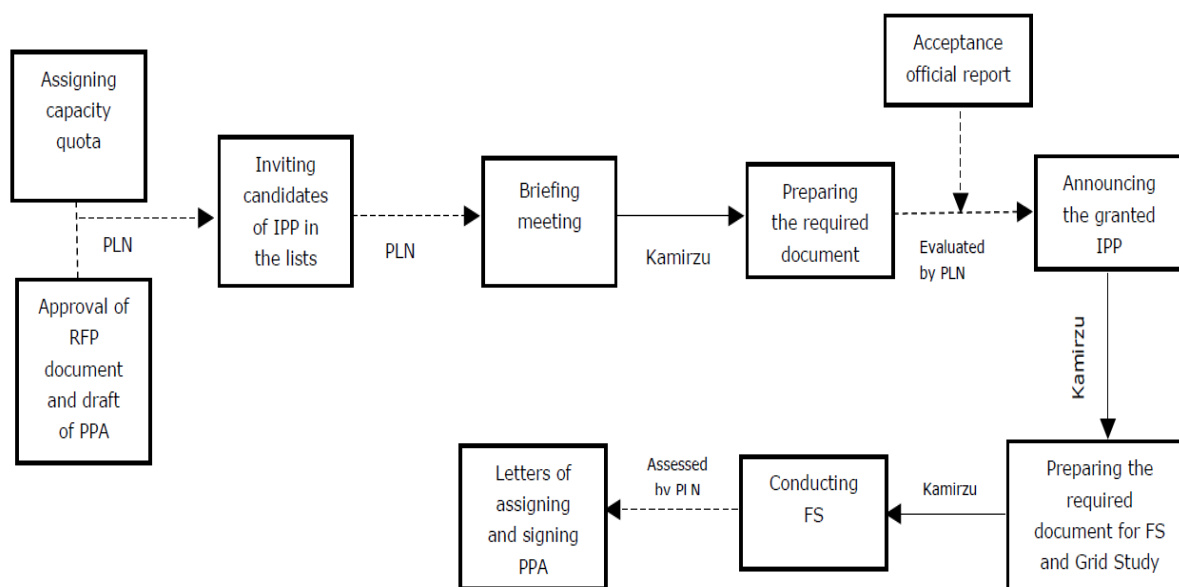 Assigning
capacity
quota
PLN
Approval of
RFP
document
and draft
of PPA
Inviting
candidates
of IPP in
the lists
PLN
Briefing
meeting
Kamirzu
Preparing
the required
document
Acceptance
official report
Evaluated
by PLN
Announcing
the granted
IPP
Kamirzu
Preparing the
required
document for FS
and Grid Study
Kamirzu
Conducting
FS
Assessed
by PLN
Letters of
assigning
and signing
PPA